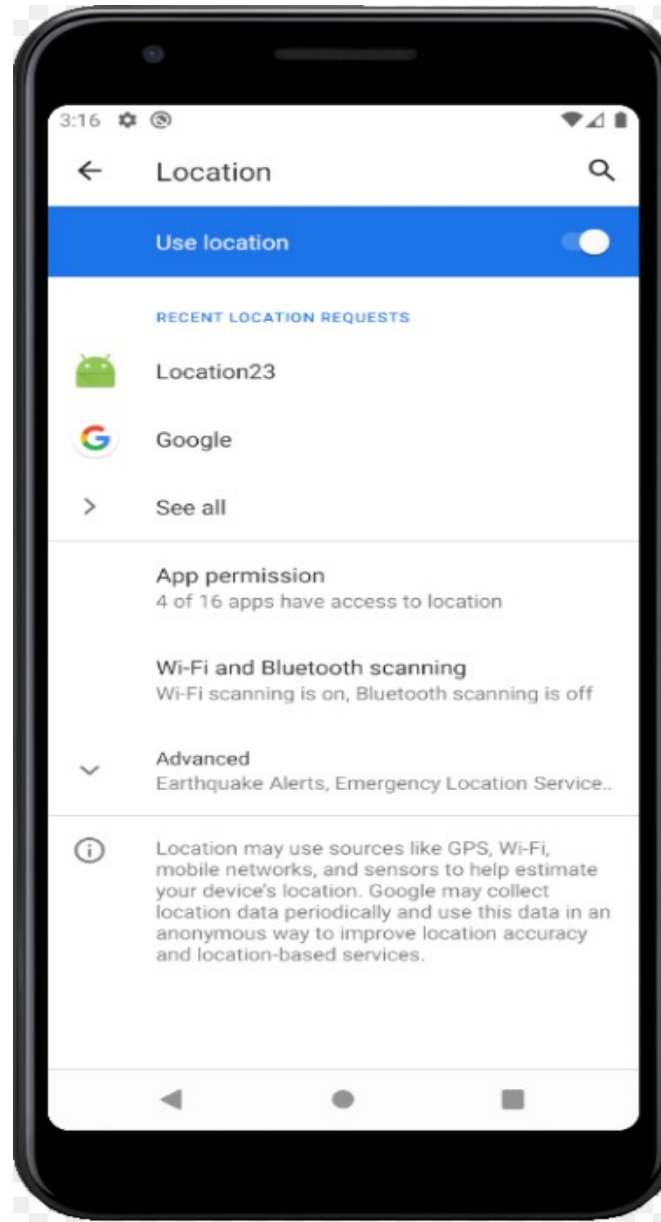 3:16
Location
Use location
RECENT LOCATION REQUESTS
Location23
Google
See all
App permission
4 of 16 apps have access to location
Wi-Fi and Bluetooth scanning
Wi-Fi scanning is on, Bluetooth scanning is off
Advanced
Earthquake Alerts, Emergency Location Service..
Location may use sources like GPS, Wi-Fi,
mobile networks, and sensors to help estimate
your device's location. Google may collect
location data periodically and use this data in an
anonymous way to improve location accuracy
and location-based services.